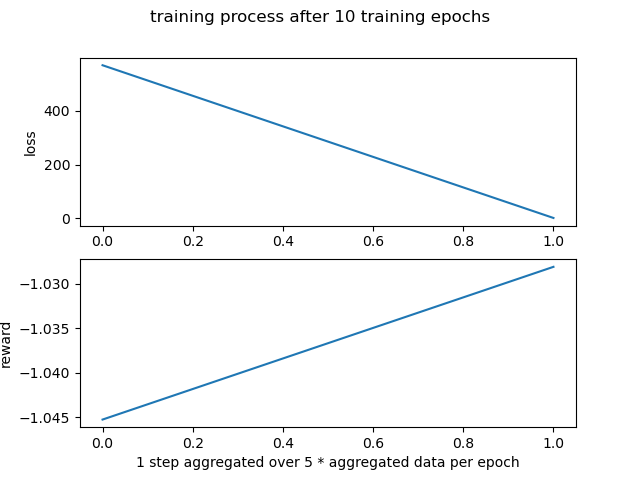 training process after 10 training epochs
loss
400
200
0
0.0 0.2 0.4 0.6 0.8 1.0
reward
−1.030
−1.035
−1.040
−1.045
0.0 0.2 0.4 0.6 0.8 1.0
1 step aggregated over 5 * aggregated data per epoch